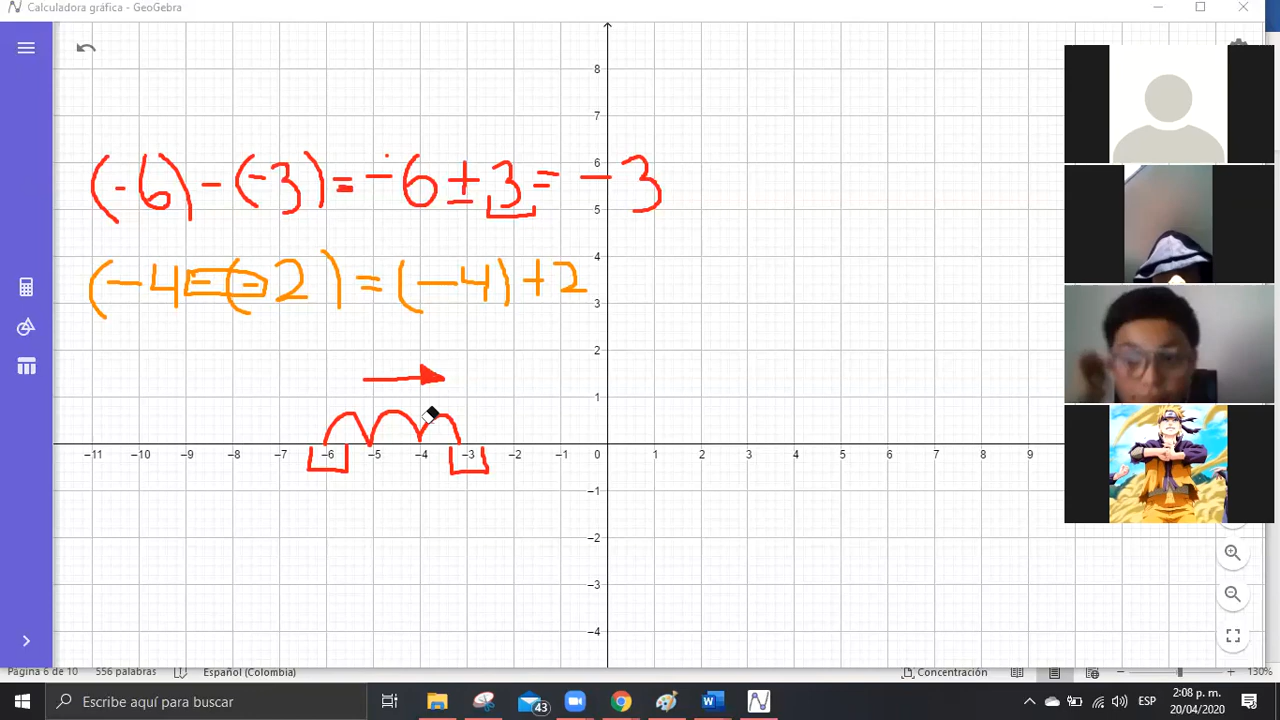 Calculadora gráfica - GeoGebra
8
7
6
5
4
3
2
1
(-6) - (-3) = -6 ± 3 = -3
(-4 - (-2) = (-4) + 2
-11 -10 -9 -8 -7 -6 -5 -4 -3 -2 -1 0 1 2 3 4 5 6 7 8 9
-1
-2
-3
-4
Página 6 de 10 556 palabras Español (Colombia) Concentración 130%
Escribe aquí para buscar 43 W ESP 2:08 p. m.
20/04/2020